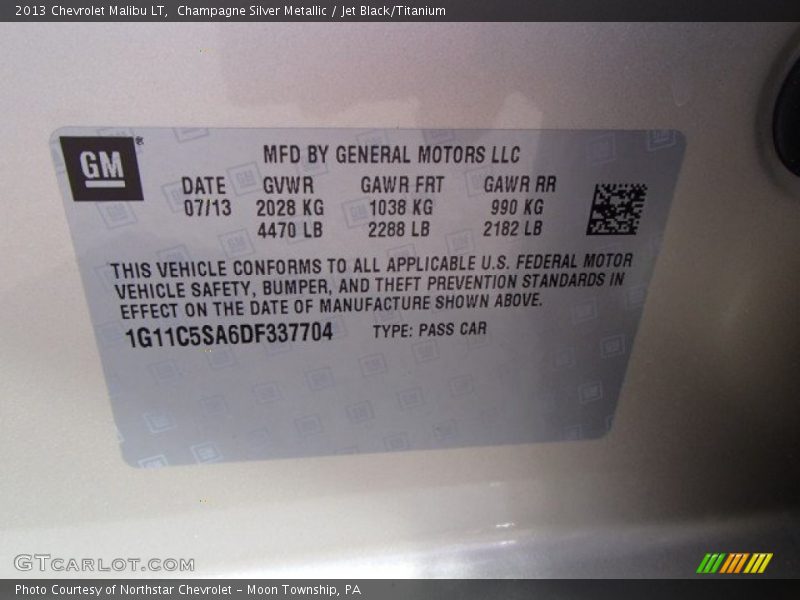 2013 Chevrolet Malibu LT,  Champagne Silver Metallic / Jet Black/Titanium
GM®
MFD BY GENERAL MOTORS LLC
DATE GVWR GAWR FRT GAWR RR
07/13 2028 KG 1038 KG 990 KG
4470 LB 2288 LB 2182 LB
THIS VEHICLE CONFORMS TO ALL APPLICABLE U.S. FEDERAL MOTOR
VEHICLE SAFETY, BUMPER, AND THEFT PREVENTION STANDARDS IN
EFFECT ON THE DATE OF MANUFACTURE SHOWN ABOVE.
1G11C5SA6DF337704 TYPE: PASS CAR
GTCARLOT.COM
Photo Courtesy of Northstar Chevrolet - Moon Township, PA